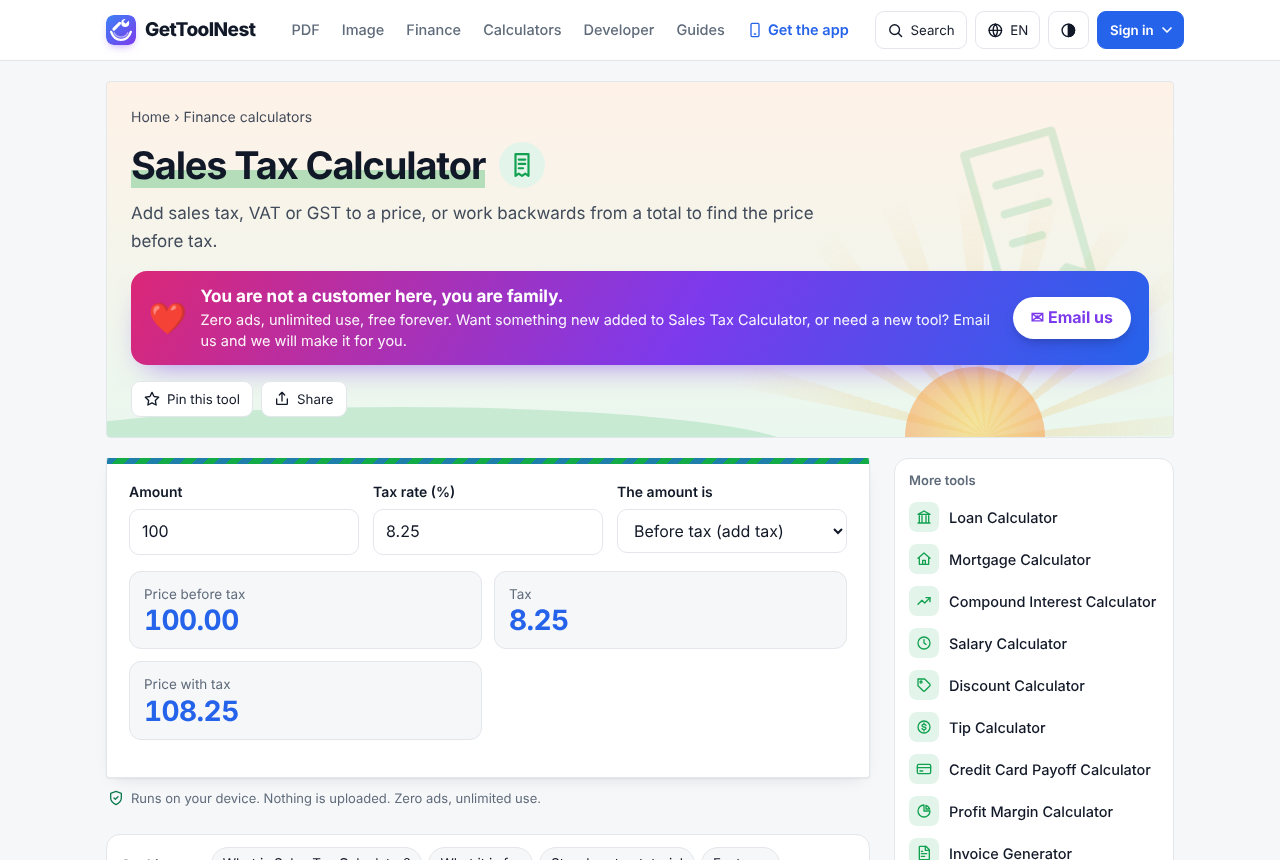 GetToolNest
PDF
Image
Finance
Calculators
Developer
Guides
Get the app
Search
EN
Sign in
Home › Finance calculators
Sales Tax Calculator
Add sales tax, VAT or GST to a price, or work backwards from a total to find the price
before tax.
You are not a customer here, you are family.
Zero ads, unlimited use, free forever. Want something new added to Sales Tax Calculator, or need a new tool? Email
us and we will make it for you.
✉ Email us
Pin this tool
Share
Amount
Tax rate (%)
The amount is
100
8.25
Before tax (add tax)
Price before tax
100.00
Tax
8.25
Price with tax
108.25
Runs on your device. Nothing is uploaded. Zero ads, unlimited use.
More tools
Loan Calculator
Mortgage Calculator
Compound Interest Calculator
Salary Calculator
Discount Calculator
Tip Calculator
Credit Card Payoff Calculator
Profit Margin Calculator
Invoice Generator